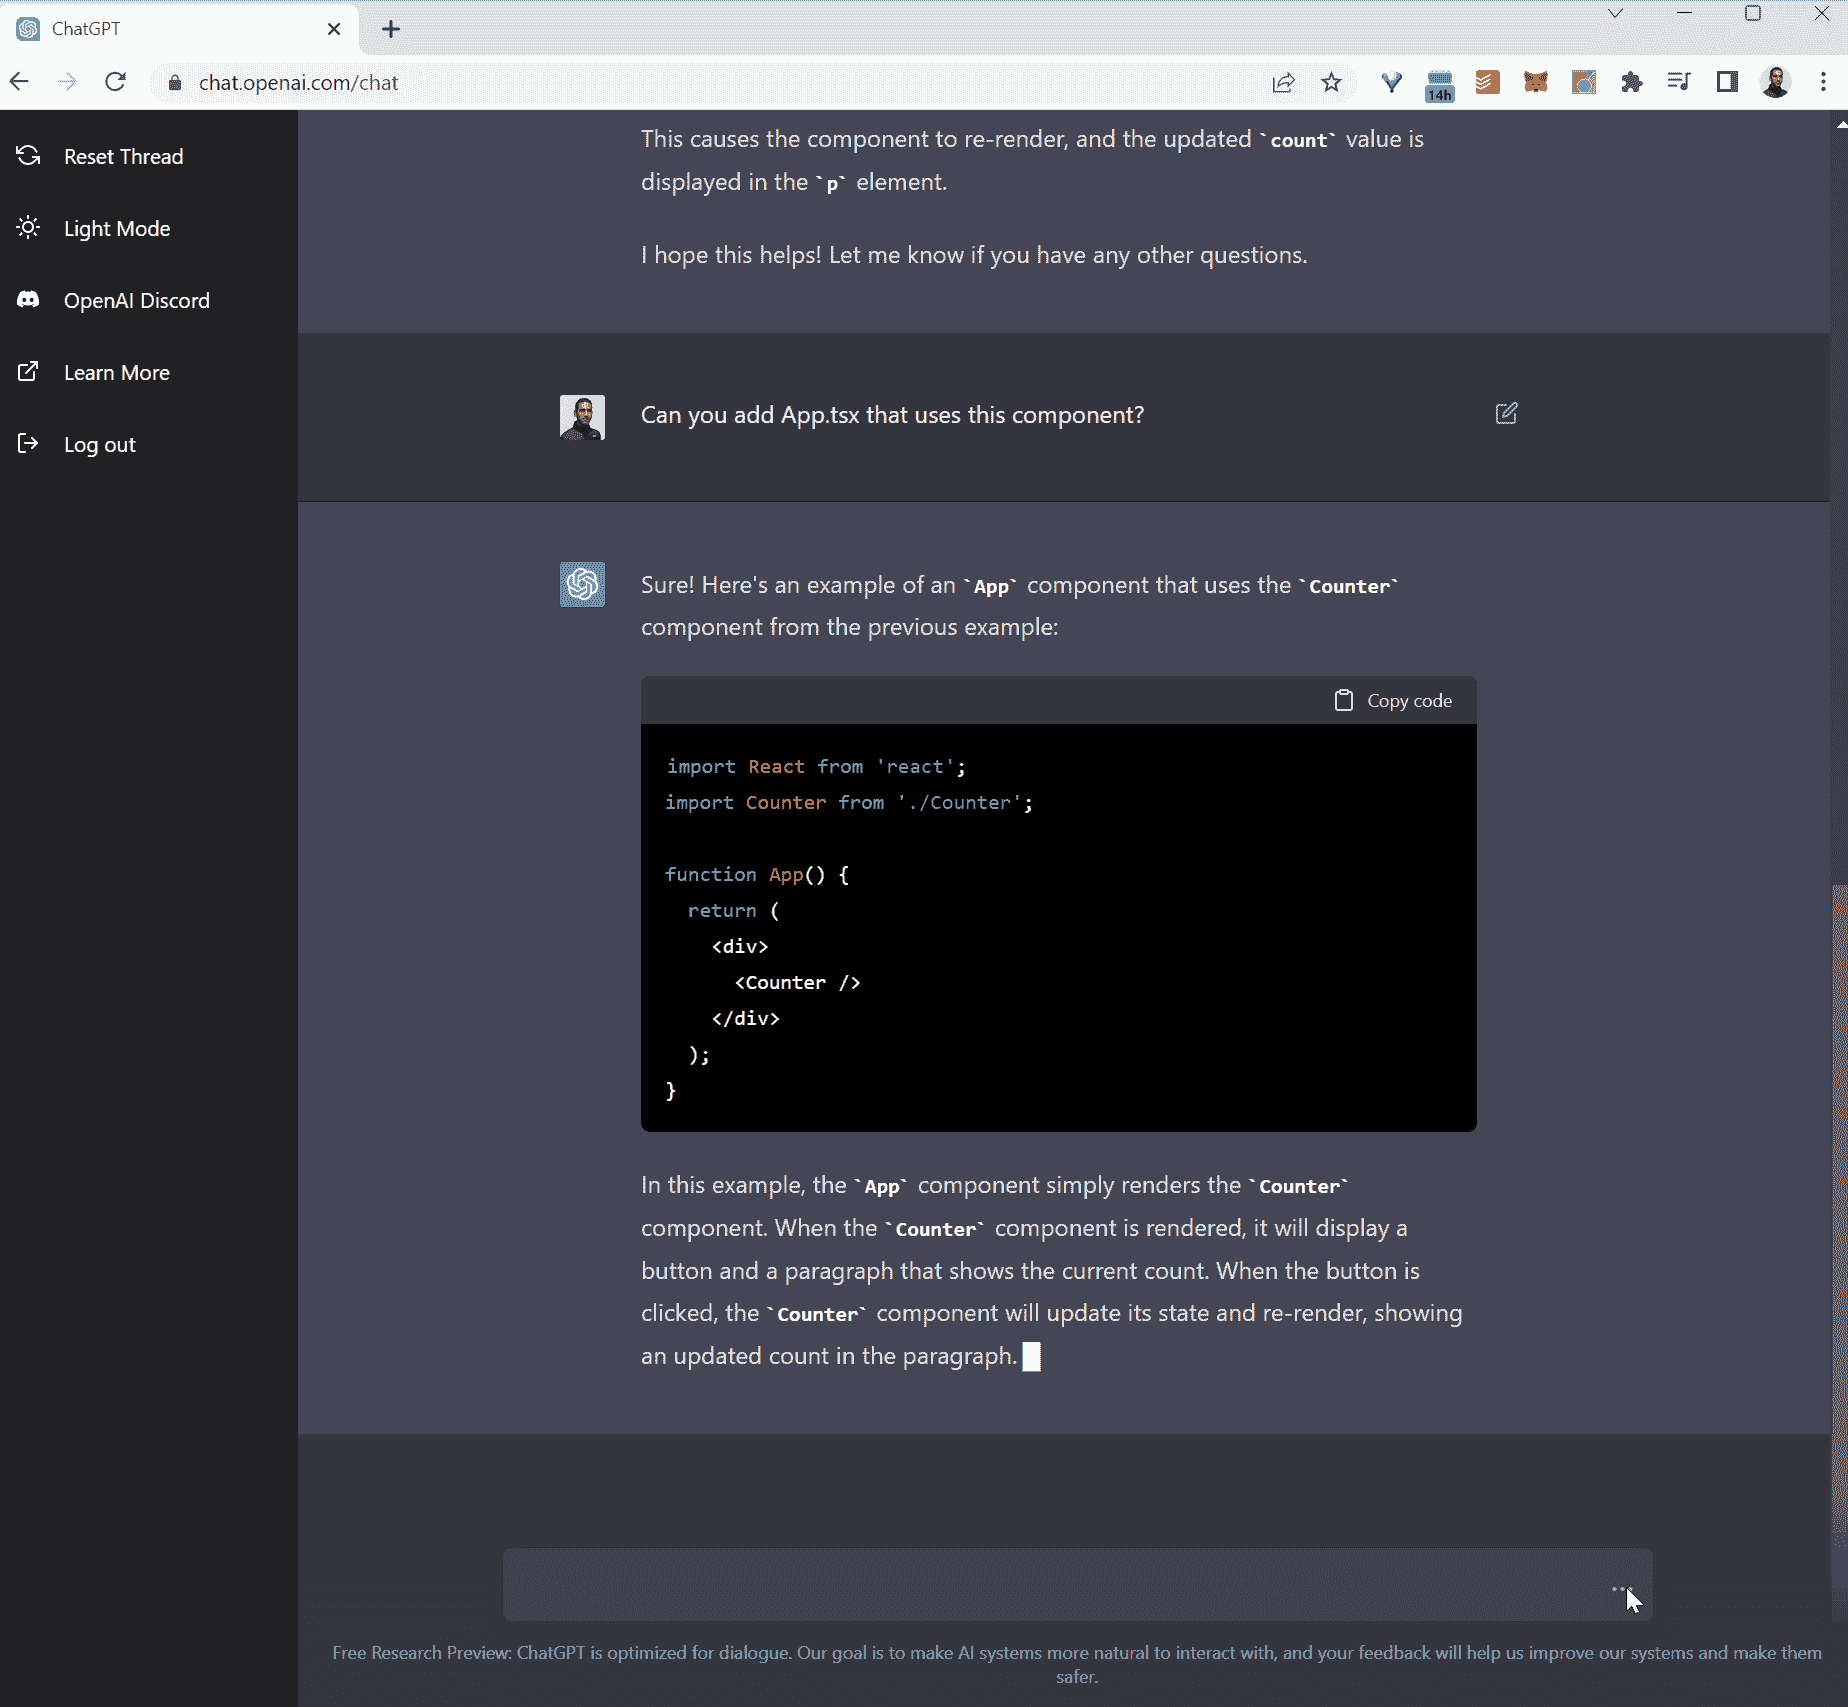 ChatGPT
chat.openai.com/chat
14h
Reset Thread
Light Mode
OpenAI Discord
Learn More
Log out
This causes the component to re-render, and the updated `count` value is
displayed in the `p` element.
I hope this helps! Let me know if you have any other questions.
Can you add App.tsx that uses this component?
Sure! Here's an example of an `App` component that uses the `Counter`
component from the previous example:
Copy code
import React from 'react';
import Counter from './Counter';
function App() {
  return (
    <div>
      <Counter />
    </div>
  );
}
In this example, the `App` component simply renders the `Counter`
component. When the `Counter` component is rendered, it will display a
button and a paragraph that shows the current count. When the button is
clicked, the `Counter` component will update its state and re-render, showing
an updated count in the paragraph.
Free Research Preview: ChatGPT is optimized for dialogue. Our goal is to make AI systems more natural to interact with, and your feedback will help us improve our systems and make them
safer.